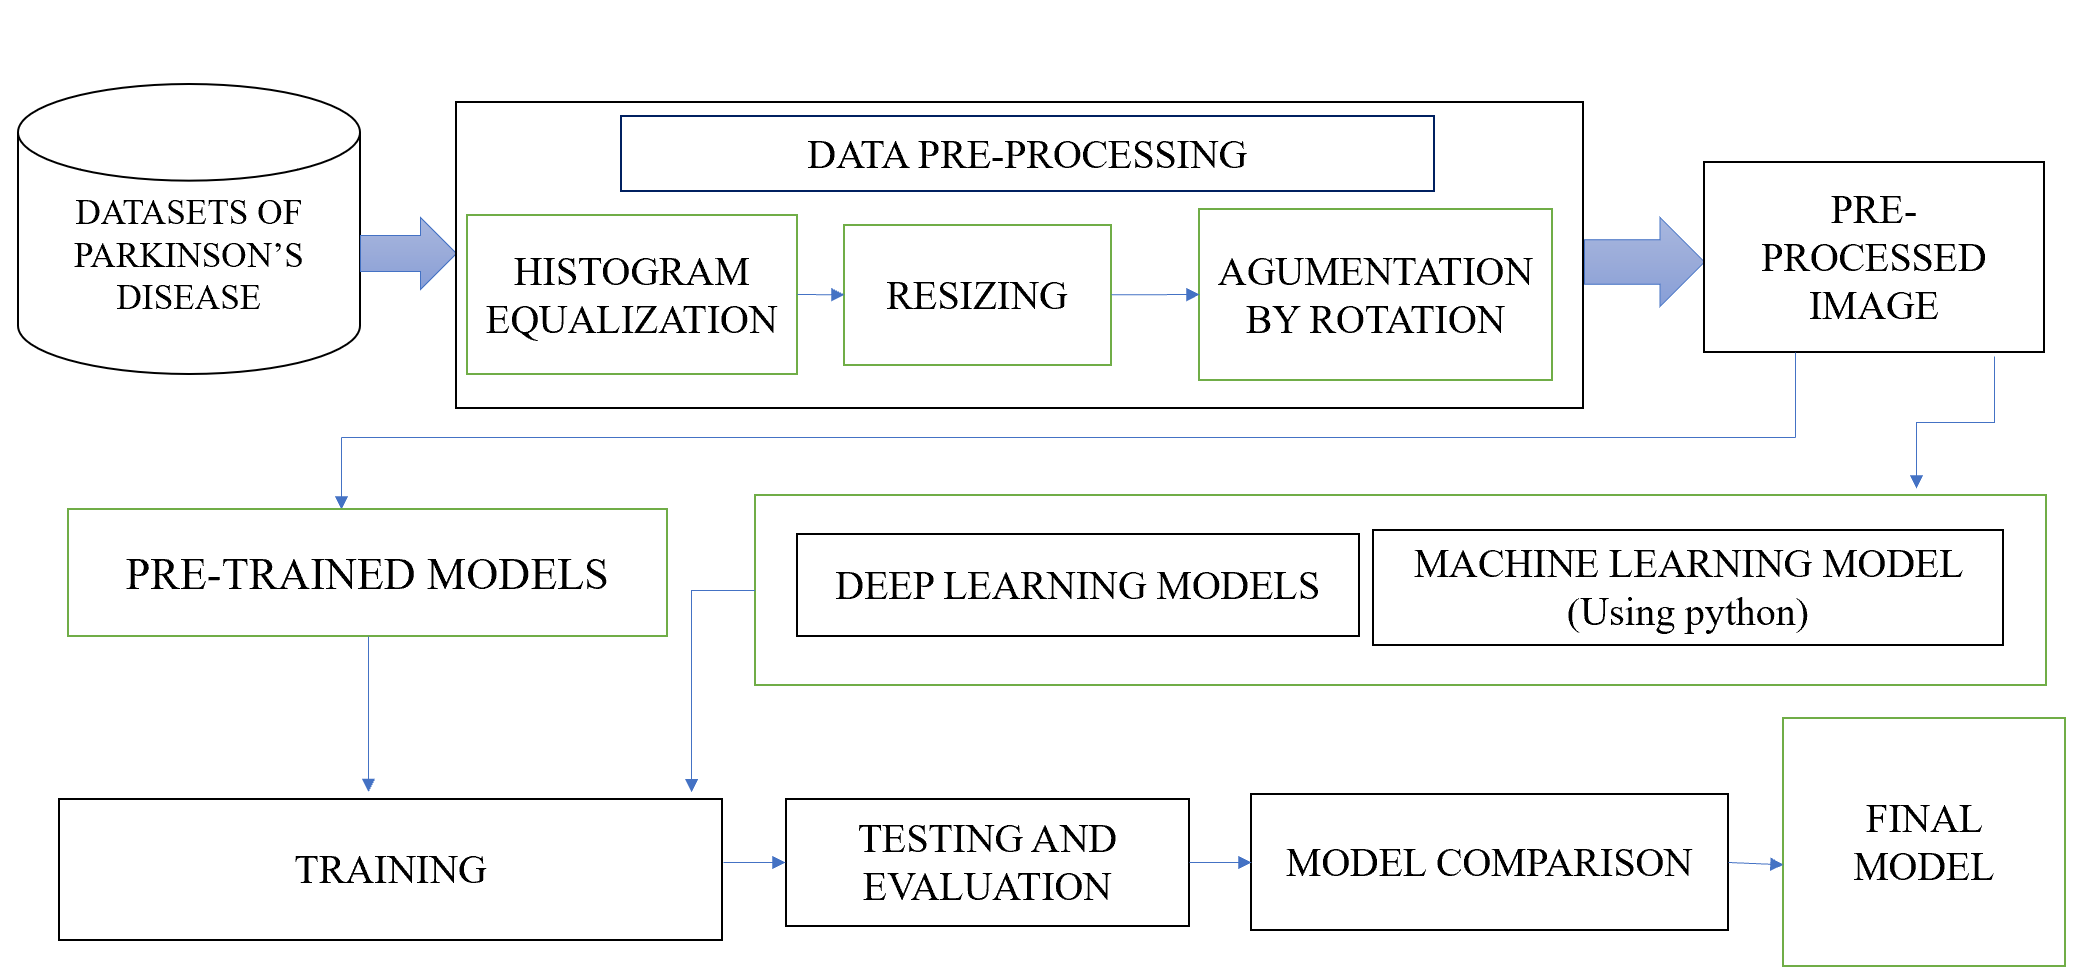 DATASETS OF
PARKINSON’S
DISEASE
DATA PRE-PROCESSING
HISTOGRAM
EQUALIZATION
RESIZING
AGUMENTATION
BY ROTATION
PRE-
PROCESSED
IMAGE
PRE-TRAINED MODELS
DEEP LEARNING MODELS
MACHINE LEARNING MODEL
(Using python)
TRAINING
TESTING AND
EVALUATION
MODEL COMPARISON
FINAL
MODEL